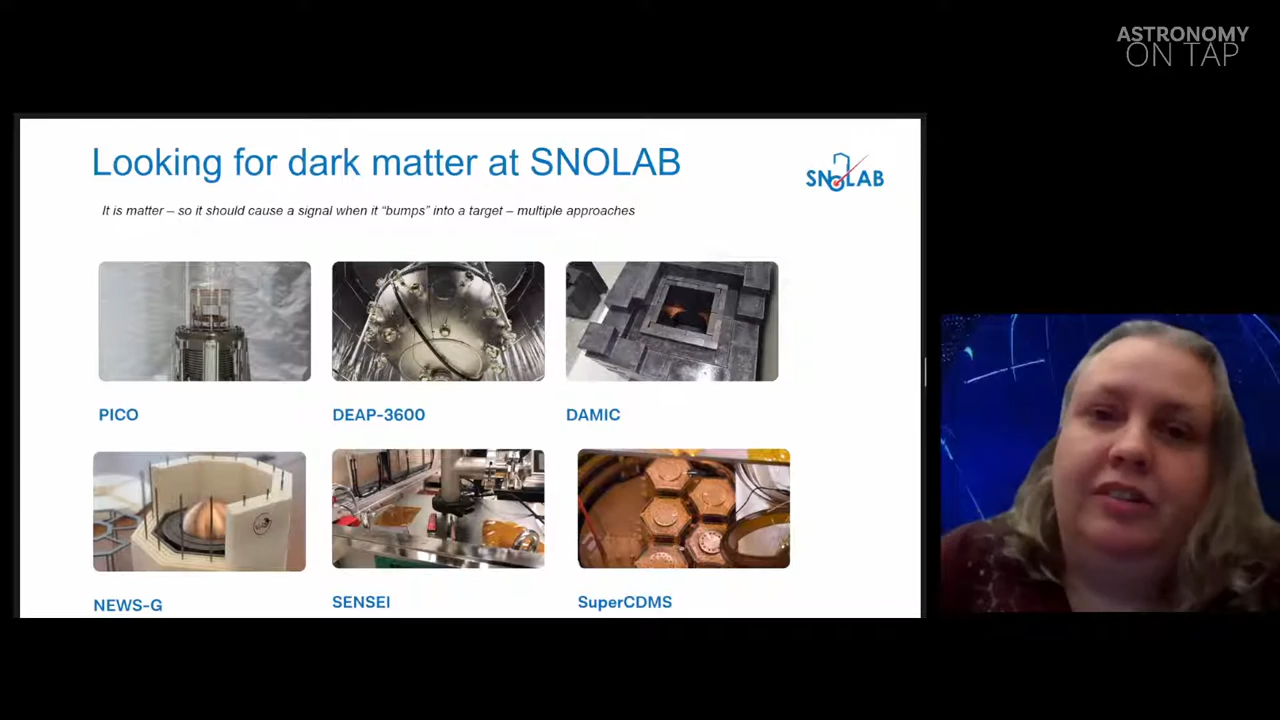 ASTRONOMY
ON TAP
Looking for dark matter at SNOLAB
SNOLAB
It is matter – so it should cause a signal when it “bumps” into a target – multiple approaches
PICO
DEAP-3600
DAMIC
NEWS-G
SENSEI
SuperCDMS